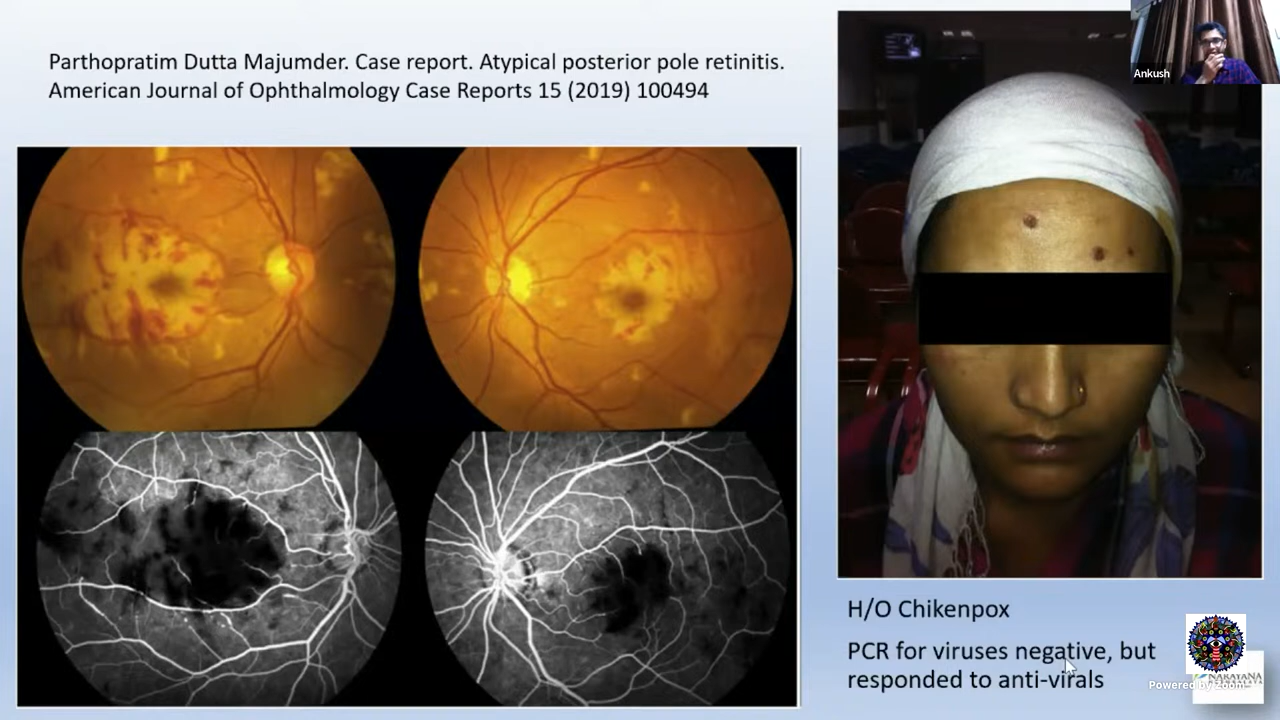 Parthopratim Dutta Majumder. Case report. Atypical posterior pole retinitis.
American Journal of Ophthalmology Case Reports 15 (2019) 100494
Ankush
H/O Chikenpox
PCR for viruses negative, but
responded to anti-virals
Powered by Zoom
NARAYANA